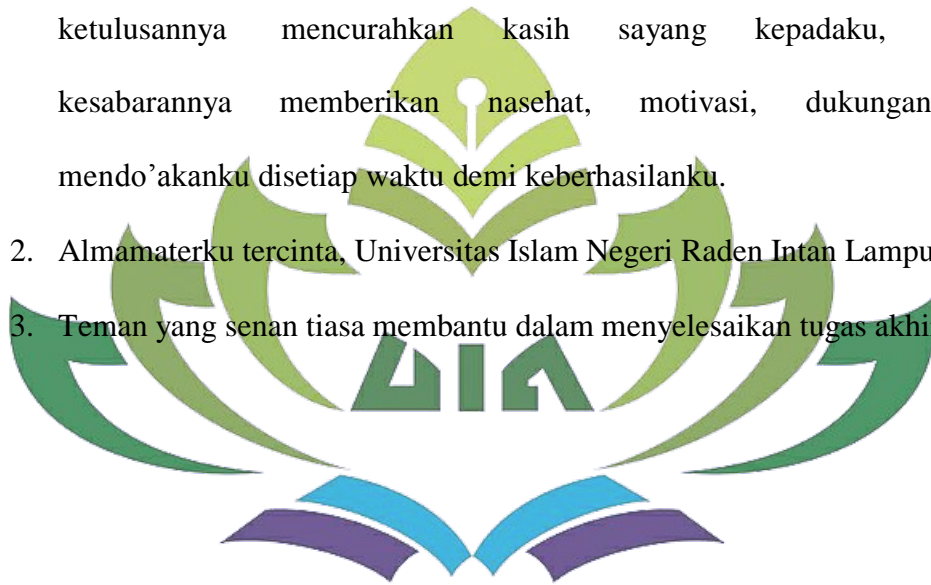 ketulusannya mencurahkan kasih sayang kepadaku,
kesabarannya memberikan nasehat, motivasi, dukungan
mendo’akanku disetiap waktu demi keberhasilanku.
2. Almamaterku tercinta, Universitas Islam Negeri Raden Intan Lampu
3. Teman yang senan tiasa membantu dalam menyelesaikan tugas akhi
UIN